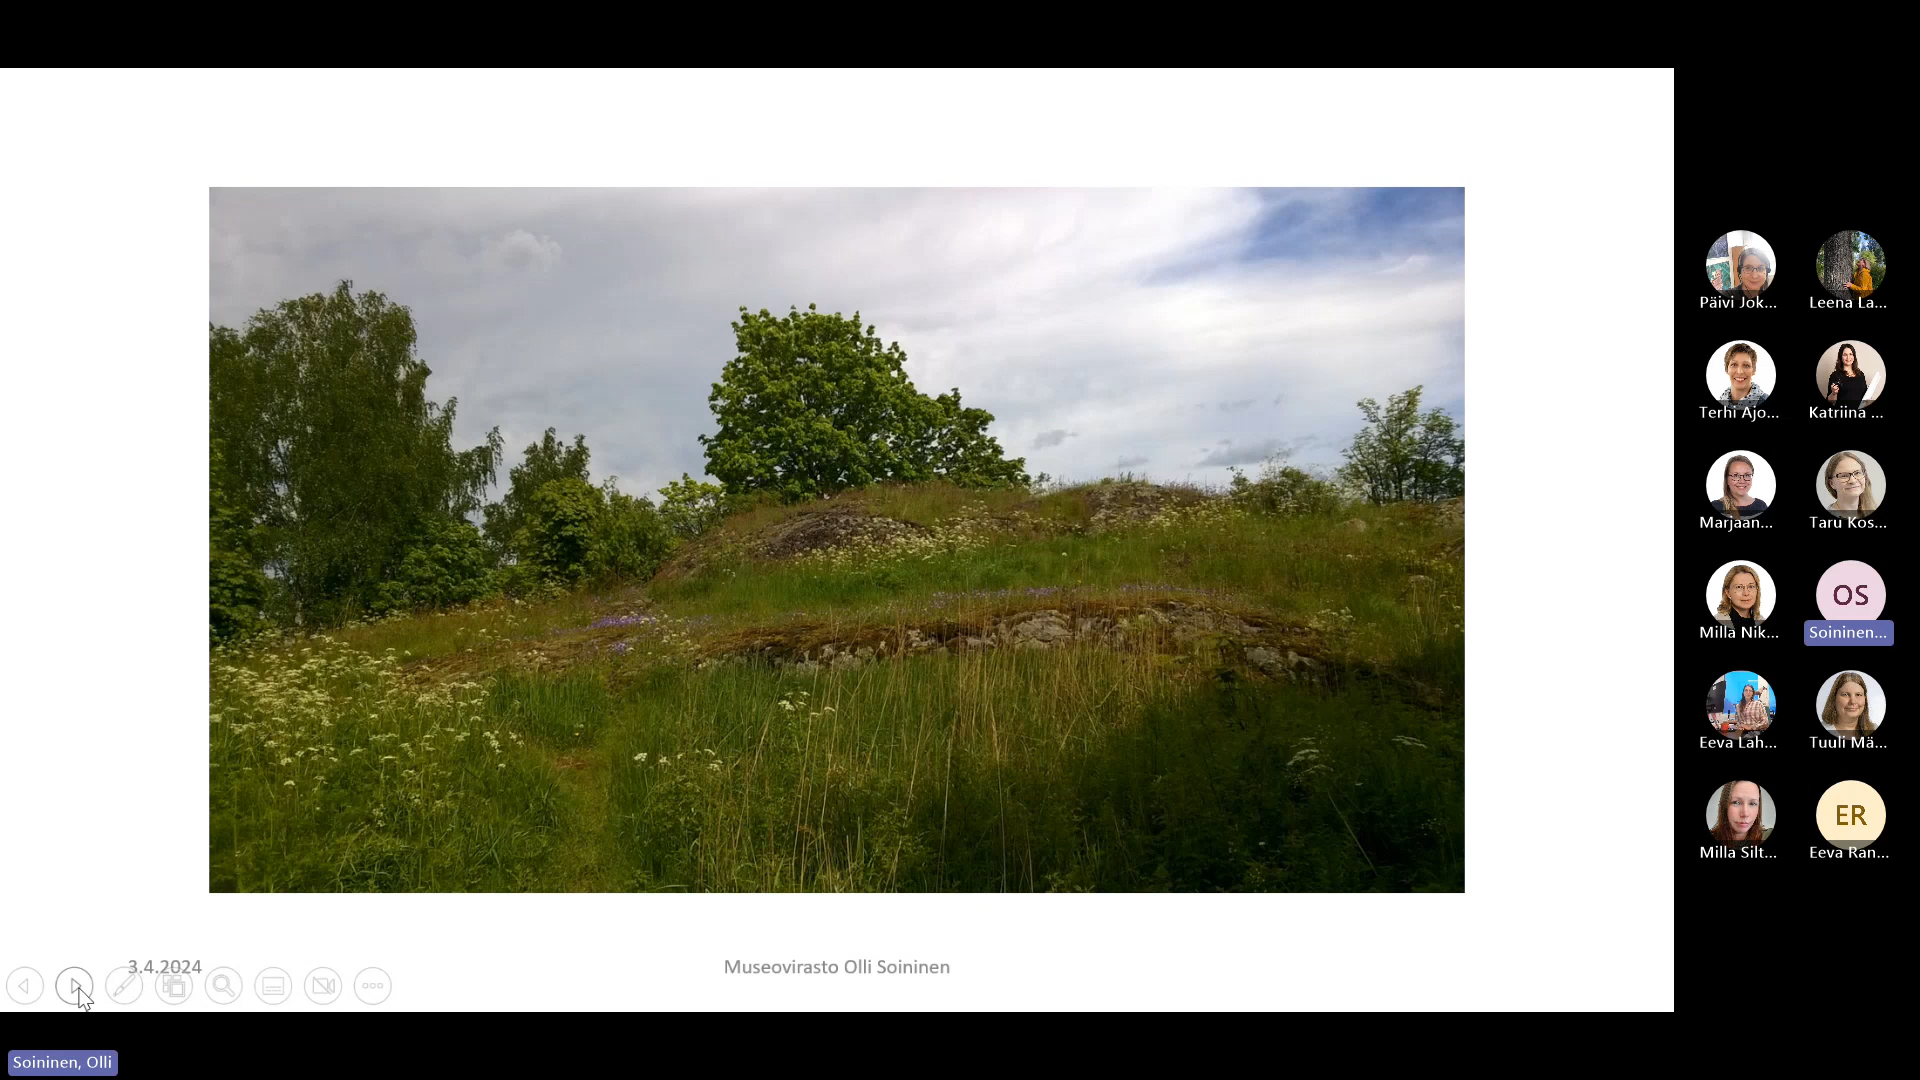 3.4.2024
Museovirasto Olli Soininen
Soininen, Olli
Päivi Jok...
Leena La...
Terhi Ajo...
Katriina ...
Marjaan...
Taru Kos...
Milla Nik...
OS
Soininen...
Eeva Lah...
Tuuli Mä...
Milla Silt...
ER
Eeva Ran...